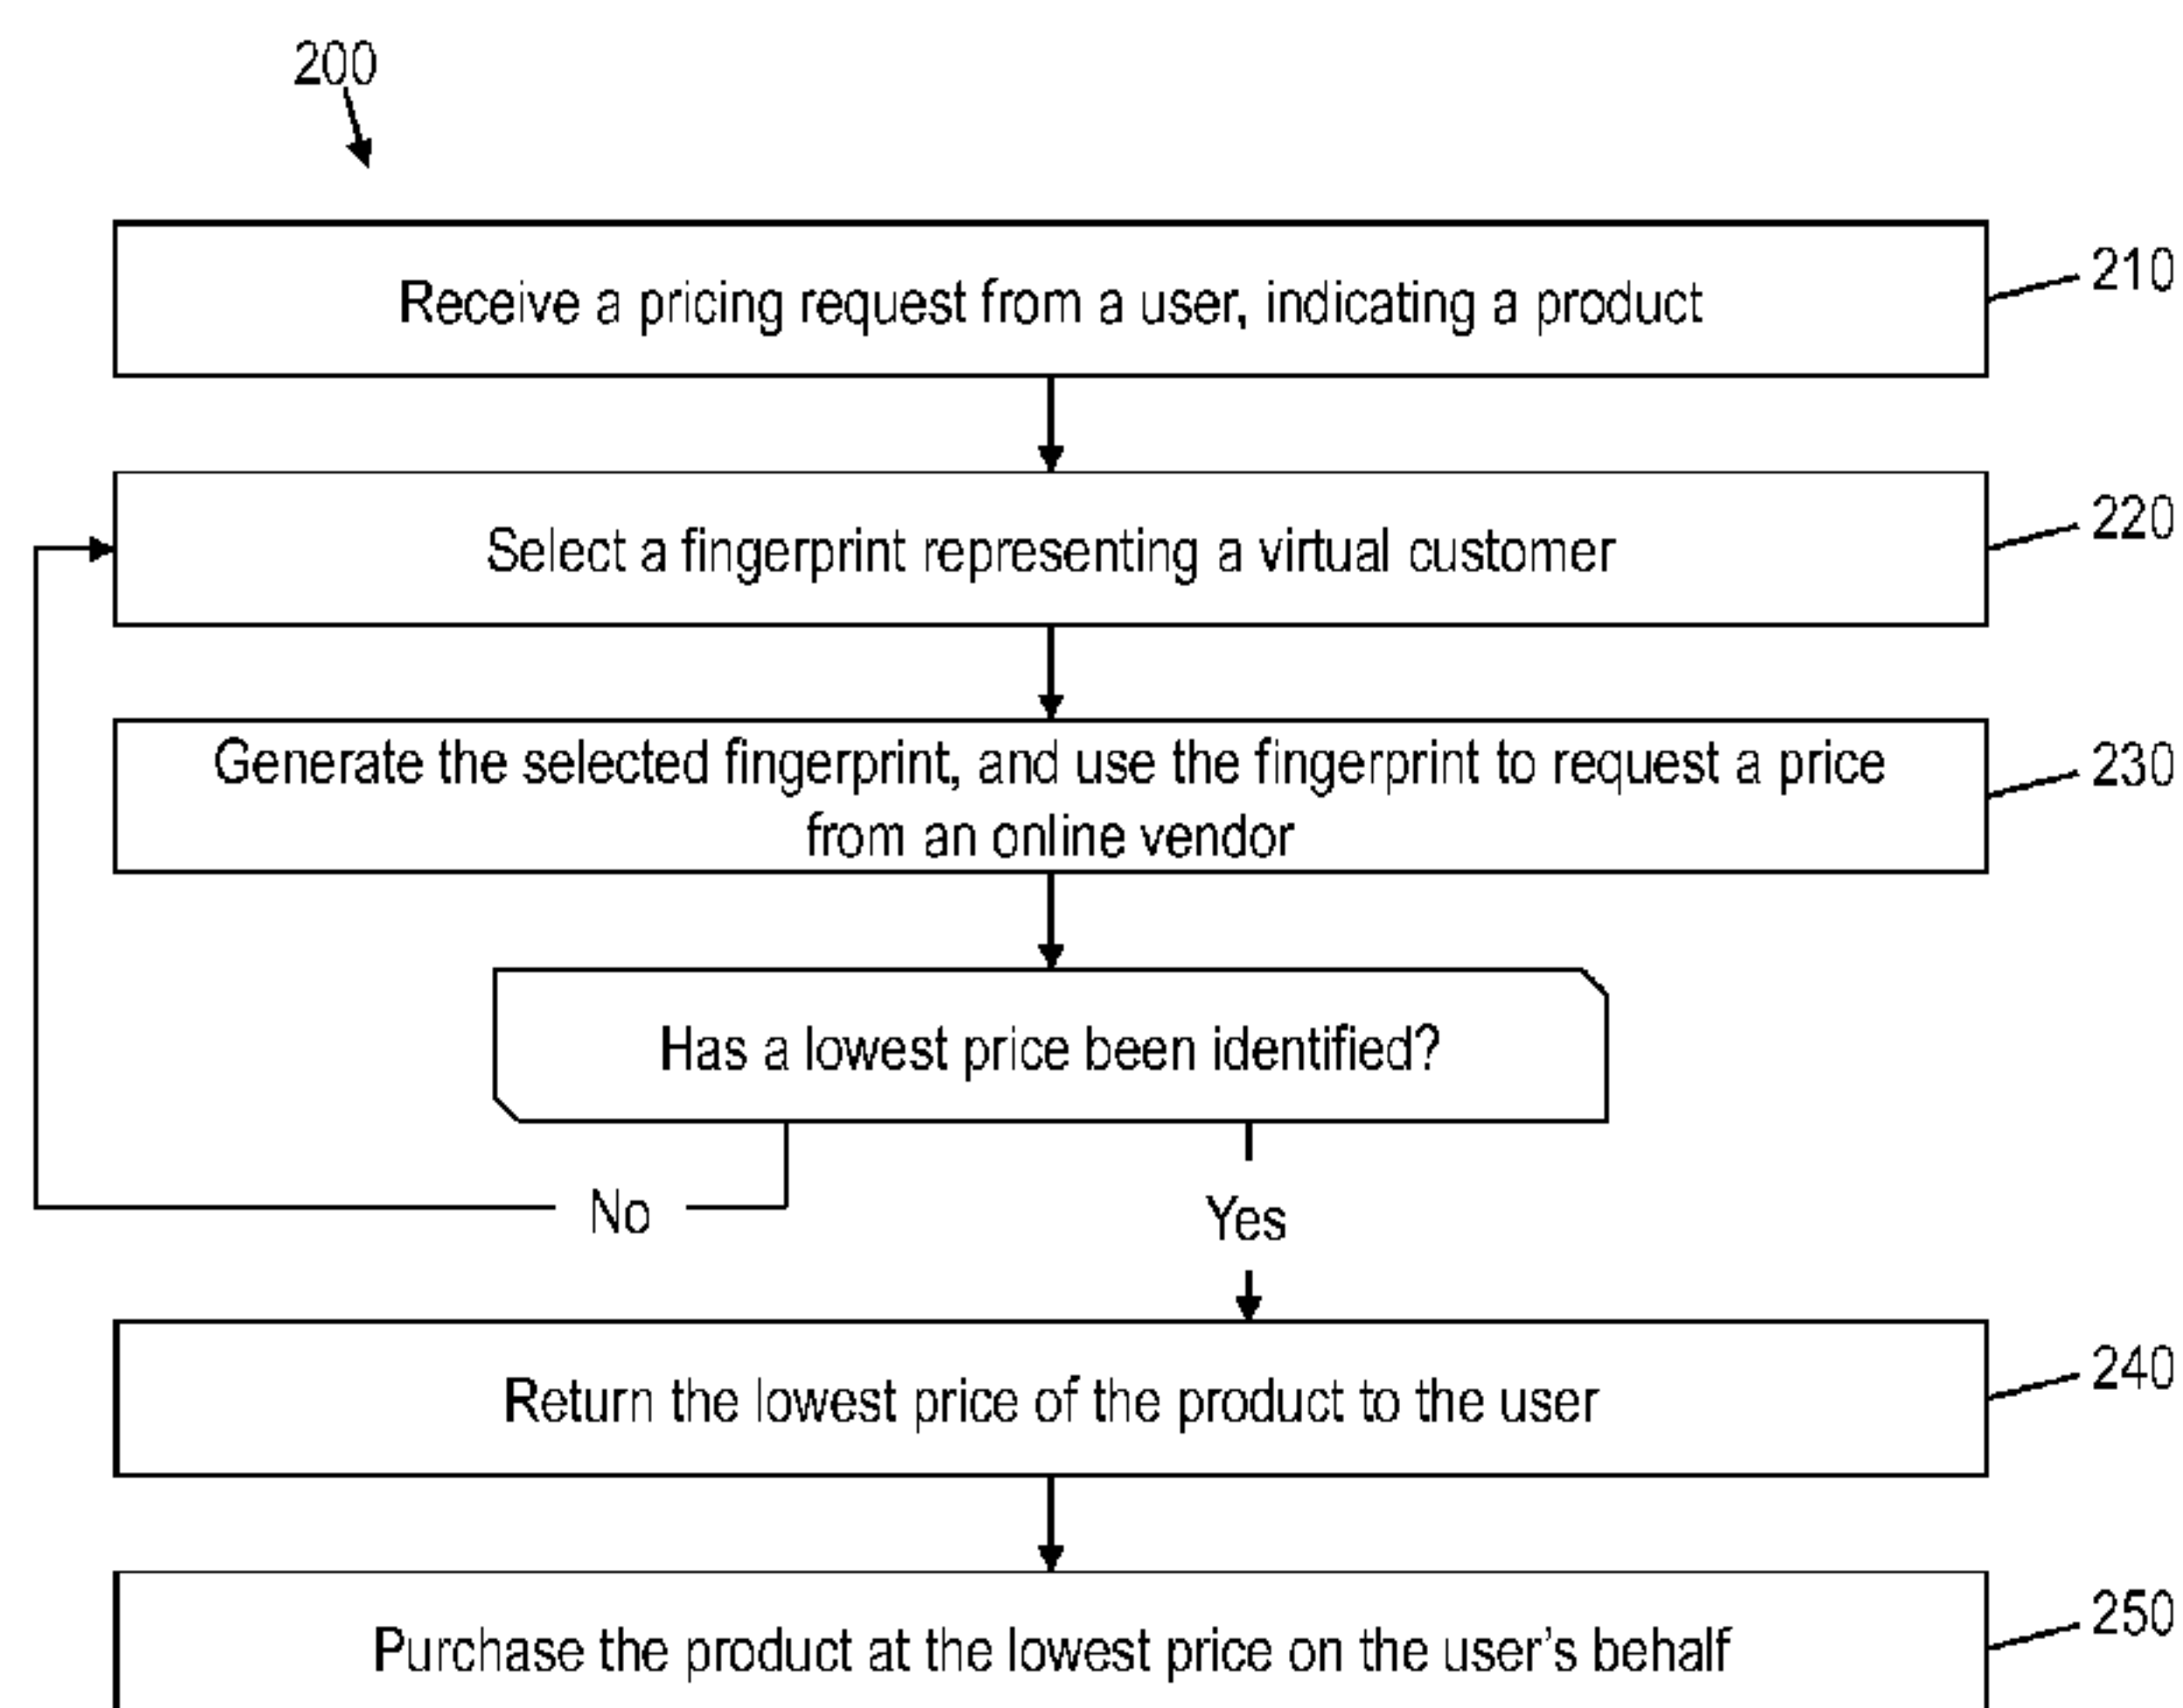 200
Receive a pricing request from a user, indicating a product
210
Select a fingerprint representing a virtual customer
220
Generate the selected fingerprint, and use the fingerprint to request a price
from an online vendor
230
Has a lowest price been identified?
No
Yes
Return the lowest price of the product to the user
240
Purchase the product at the lowest price on the user's behalf
250